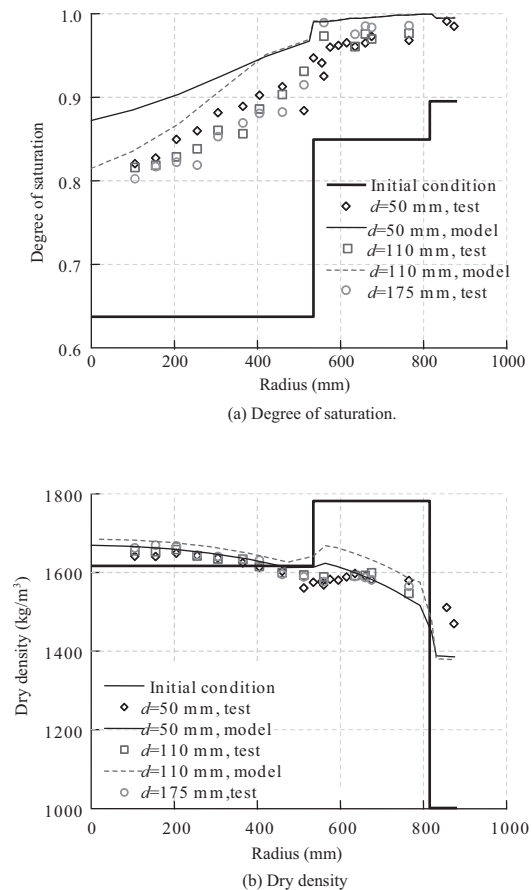 1.0
0.9
0.8
0.7
0.6
Degree of saturation
Initial condition
d=50 mm, test
d=50 mm, model
d=110 mm, test
d=110 mm, model
d=175 mm, test
0 200 400 600 800 1000
Radius (mm)
(a) Degree of saturation.
1800
1600
1400
1200
1000
Dry density (kg/m³)
Initial condition
d=50 mm, test
d=50 mm, model
d=110 mm, test
d=110 mm, model
d=175 mm,test
0 200 400 600 800 1000
Radius (mm)
(b) Dry density